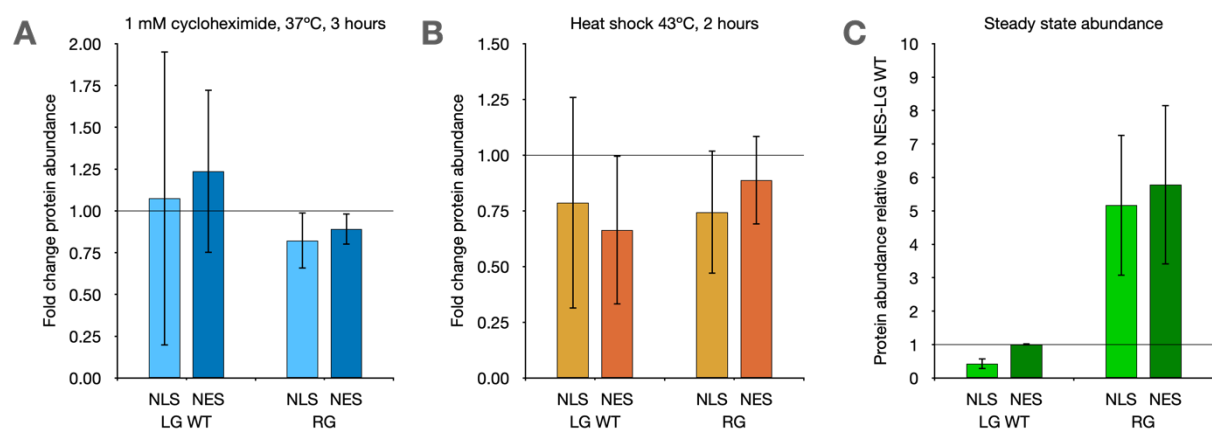 A
1 mM cycloheximide, 37ºC, 3 hours
Fold change protein abundance
2.00
1.75
1.50
1.25
1.00
0.75
0.50
0.25
0.00
NLS NES NLS NES
LG WT RG
B
Heat shock 43ºC, 2 hours
Fold change protein abundance
1.50
1.25
1.00
0.75
0.50
0.25
0.00
NLS NES NLS NES
LG WT RG
C
Steady state abundance
Protein abundance relative to NES-LG WT
10
9
8
7
6
5
4
3
2
1
0
NLS NES NLS NES
LG WT RG